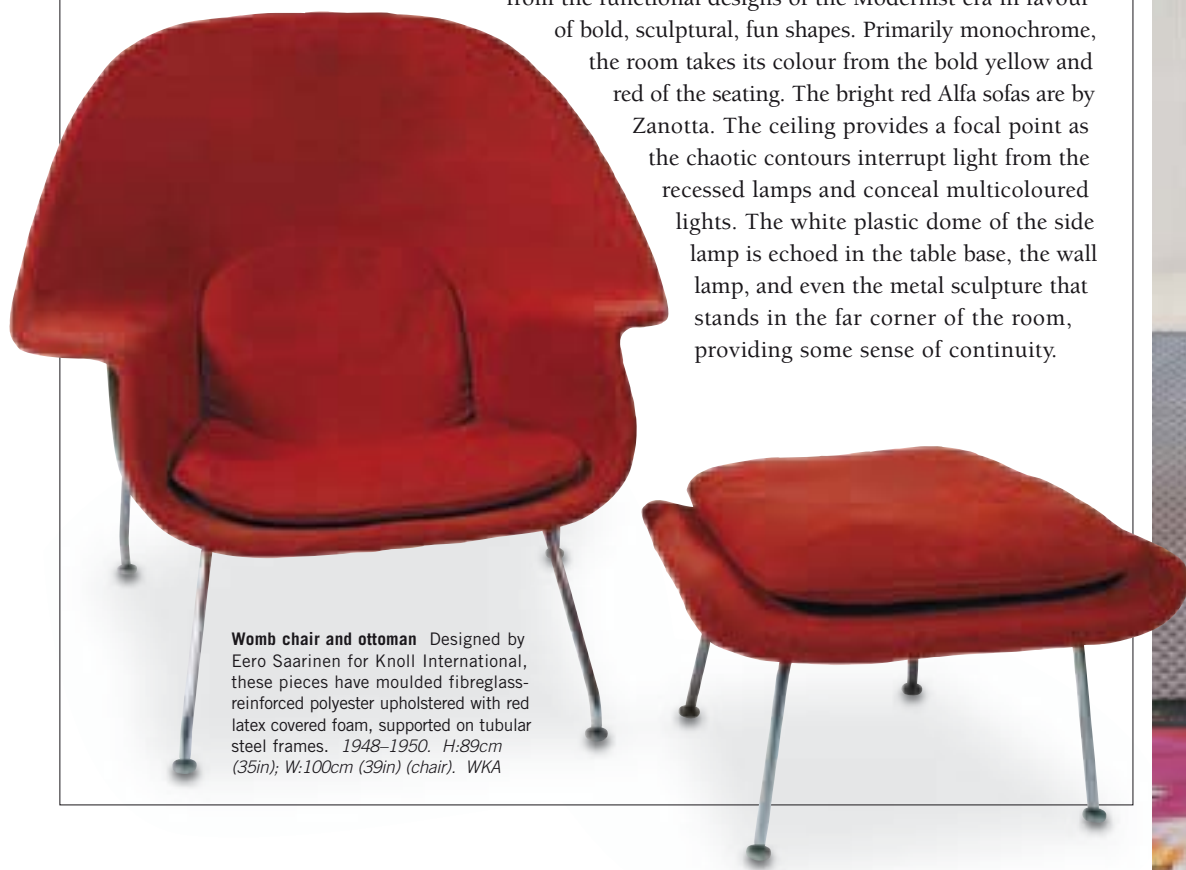 from the functional designs of the Modernist era in favour
of bold, sculptural, fun shapes. Primarily monochrome,
the room takes its colour from the bold yellow and
red of the seating. The bright red Alfa sofas are by
Zanotta. The ceiling provides a focal point as
the chaotic contours interrupt light from the
recessed lamps and conceal multicoloured
lights. The white plastic dome of the side
lamp is echoed in the table base, the wall
lamp, and even the metal sculpture that
stands in the far corner of the room,
providing some sense of continuity.
Womb chair and ottoman Designed by
Eero Saarinen for Knoll International,
these pieces have moulded fibreglass-
reinforced polyester upholstered with red
latex covered foam, supported on tubular
steel frames. 1948–1950. H:89cm
(35in); W:100cm (39in) (chair). WKA